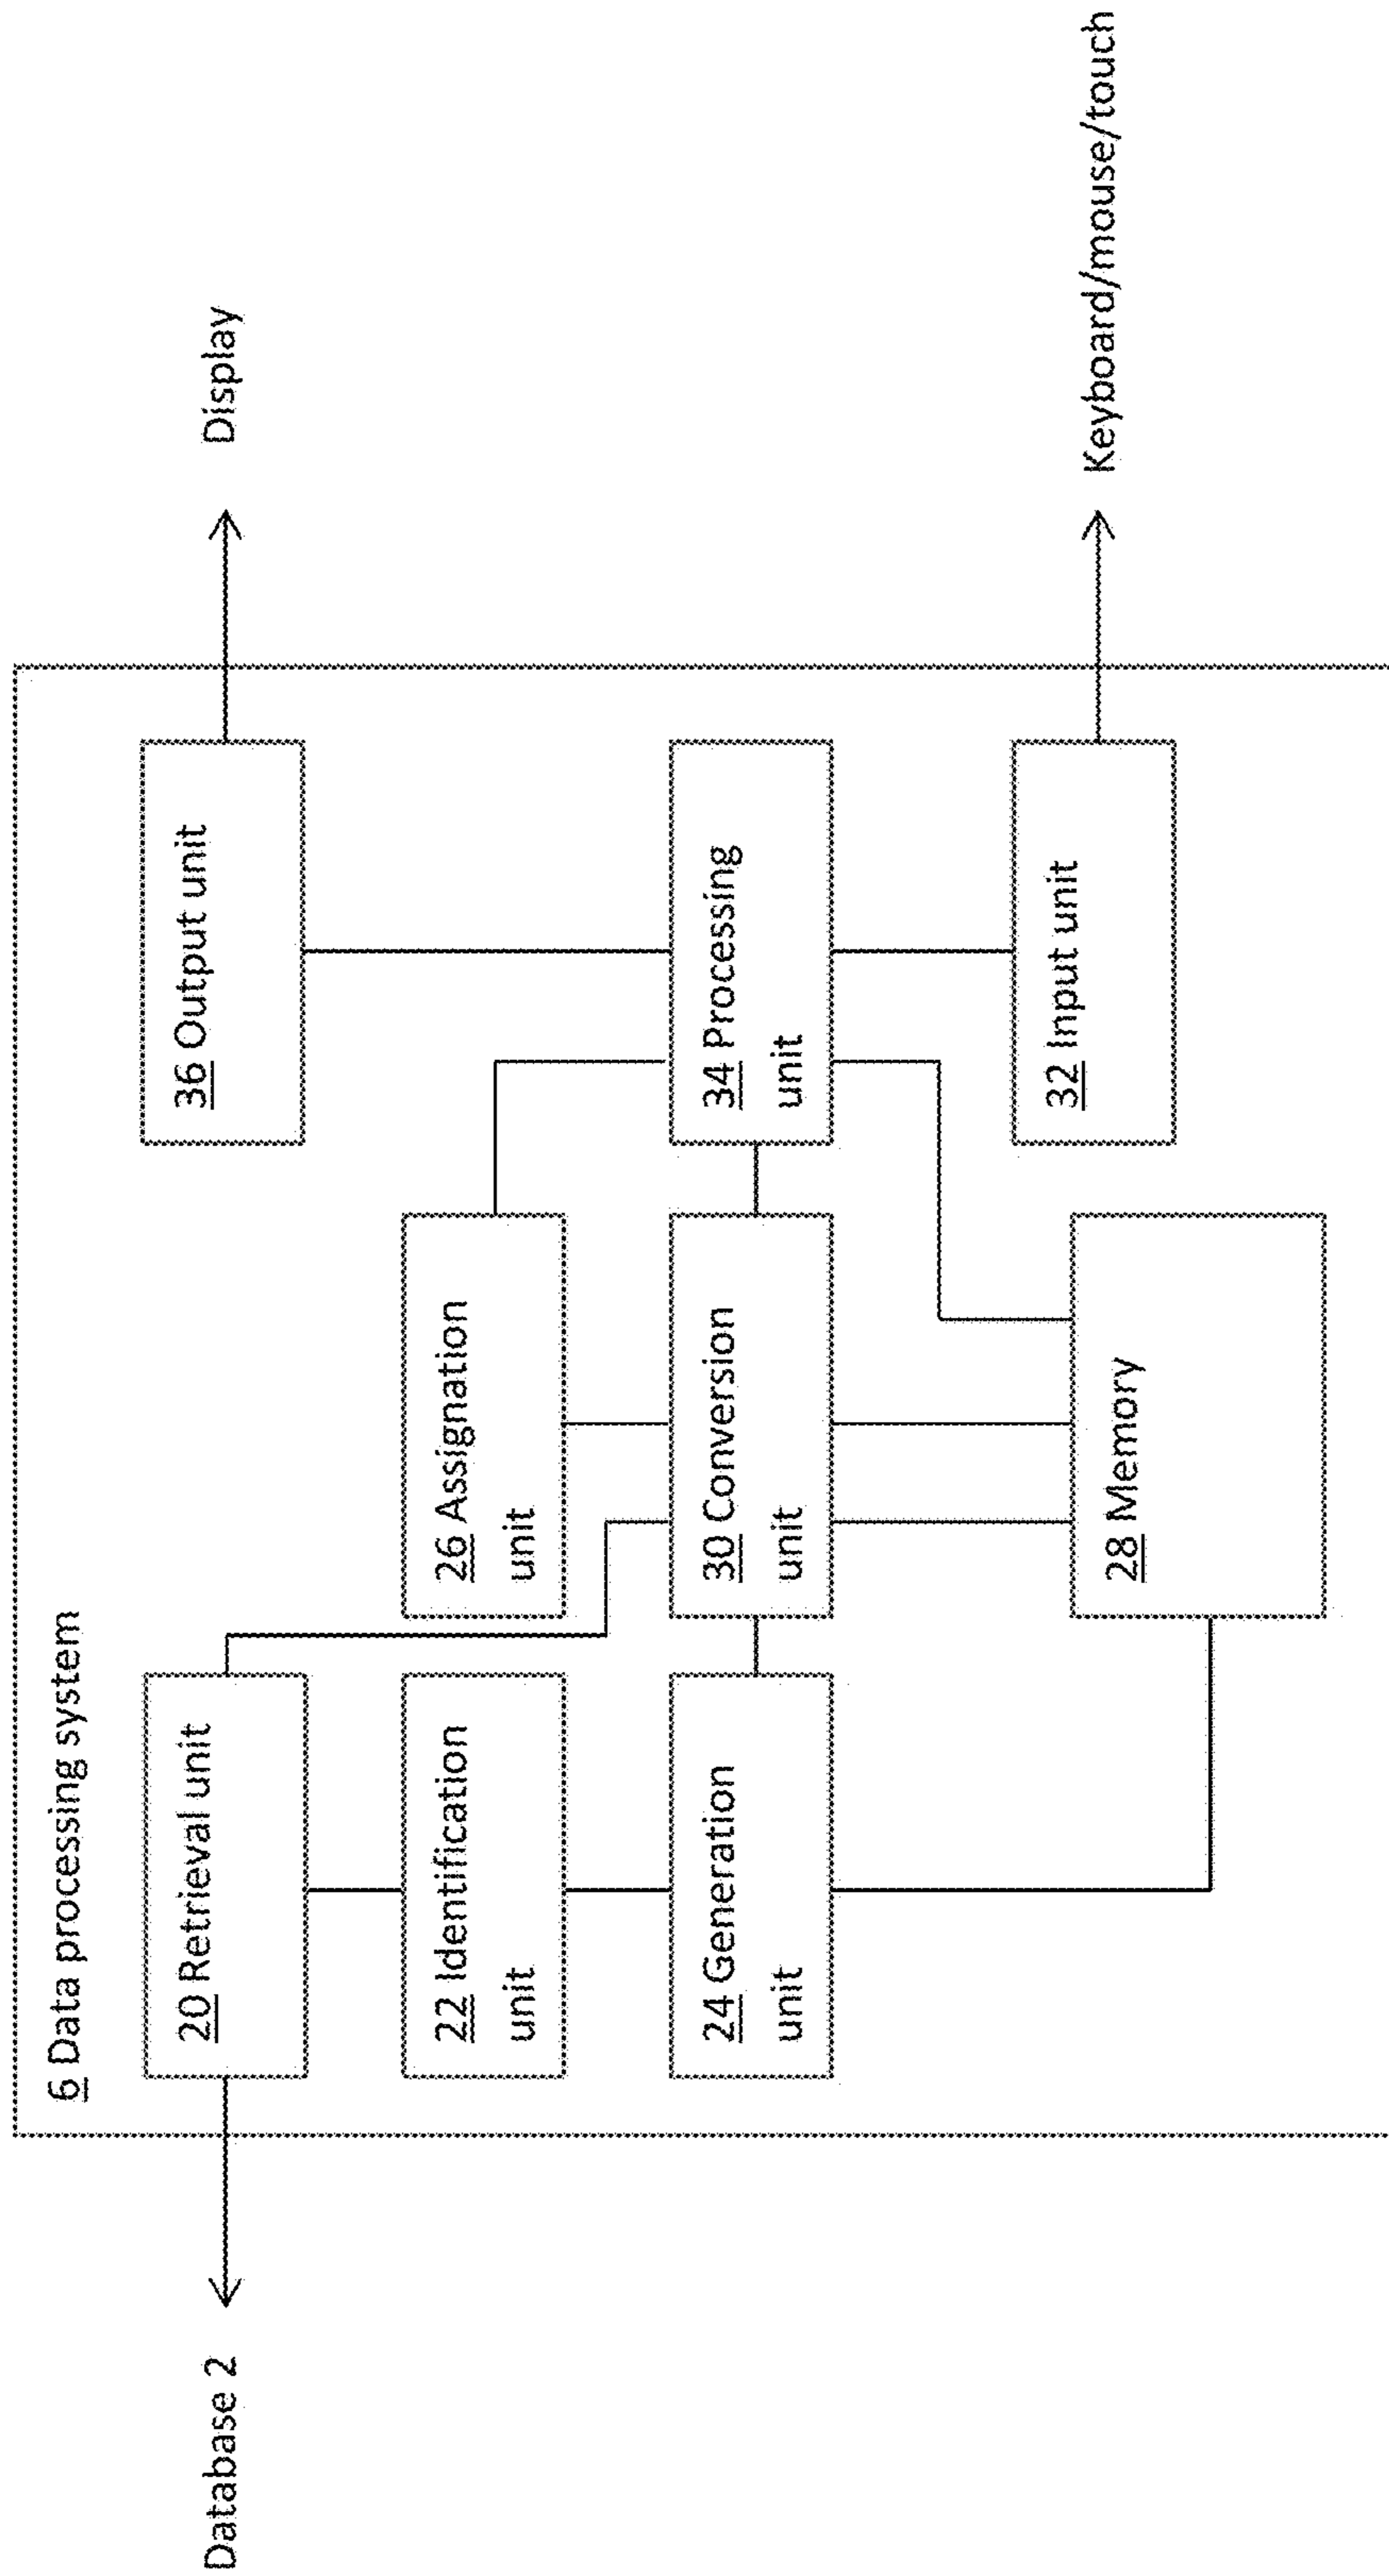 6 Data processing system
Database 2
20 Retrieval unit
36 Output unit
Display
22 Identification
unit
26 Assignation
unit
24 Generation
unit
30 Conversion
unit
34 Processing
unit
28 Memory
32 Input unit
Keyboard/mouse/touch